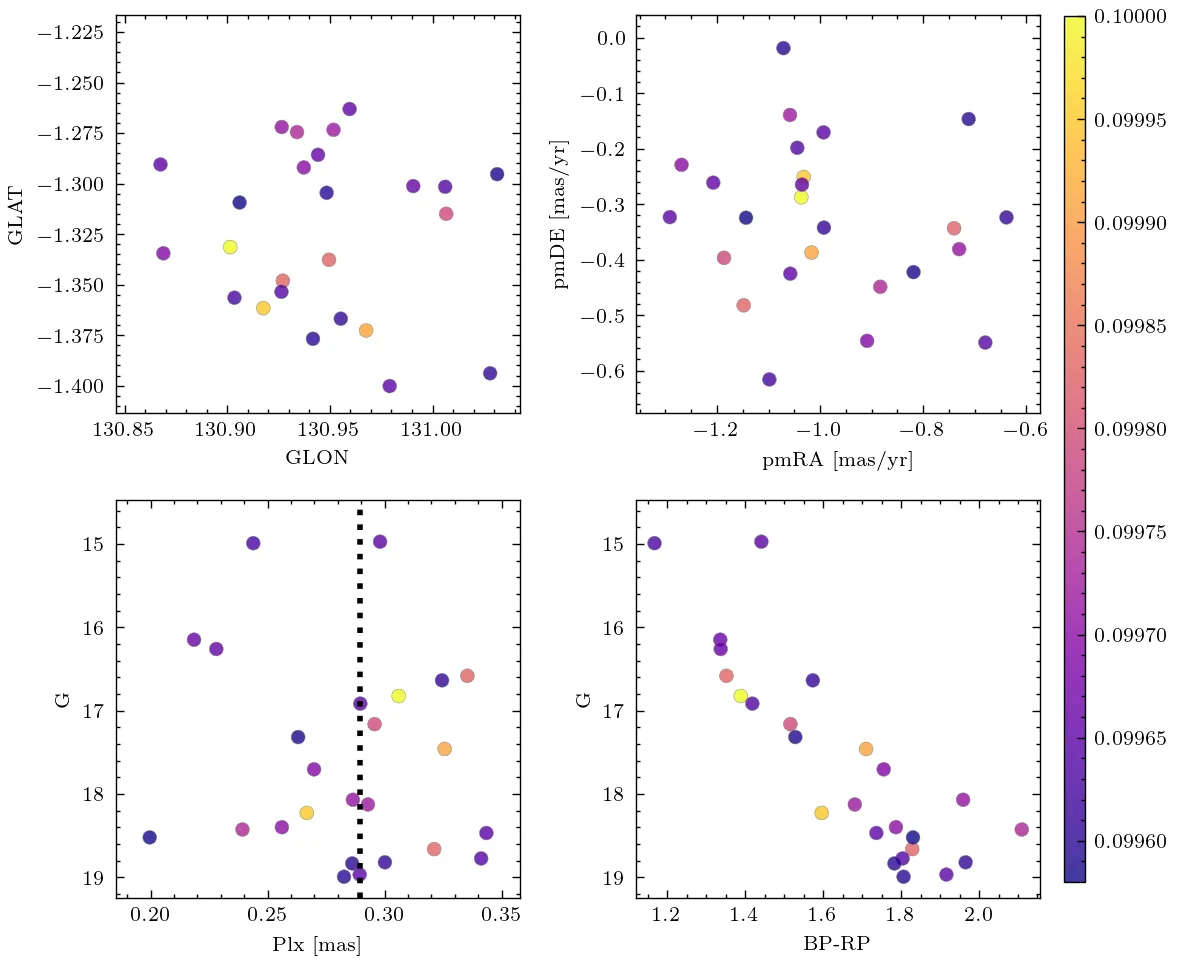 −1.225
−1.250
−1.275
−1.300
−1.325
−1.350
−1.375
−1.400
GLAT
130.85 130.90 130.95 131.00
GLON
0.0
−0.1
−0.2
−0.3
−0.4
−0.5
−0.6
pmDE [mas/yr]
−1.2 −1.0 −0.8 −0.6
pmRA [mas/yr]
15
16
17
18
19
G
0.20 0.25 0.30 0.35
Plx [mas]
15
16
17
18
19
G
1.2 1.4 1.6 1.8 2.0
BP-RP
0.10000
0.09995
0.09990
0.09985
0.09980
0.09975
0.09970
0.09965
0.09960